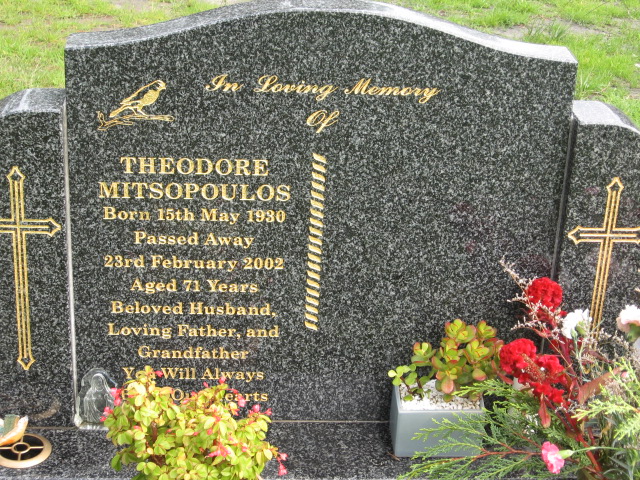 In Loving Memory
Of
THEODORE
MITSOPOULOS
Born 15th May 1930
Passed Away
23rd February 2002
Aged 71 Years
Beloved Husband,
Loving Father, and
Grandfather
Will Always
Hearts